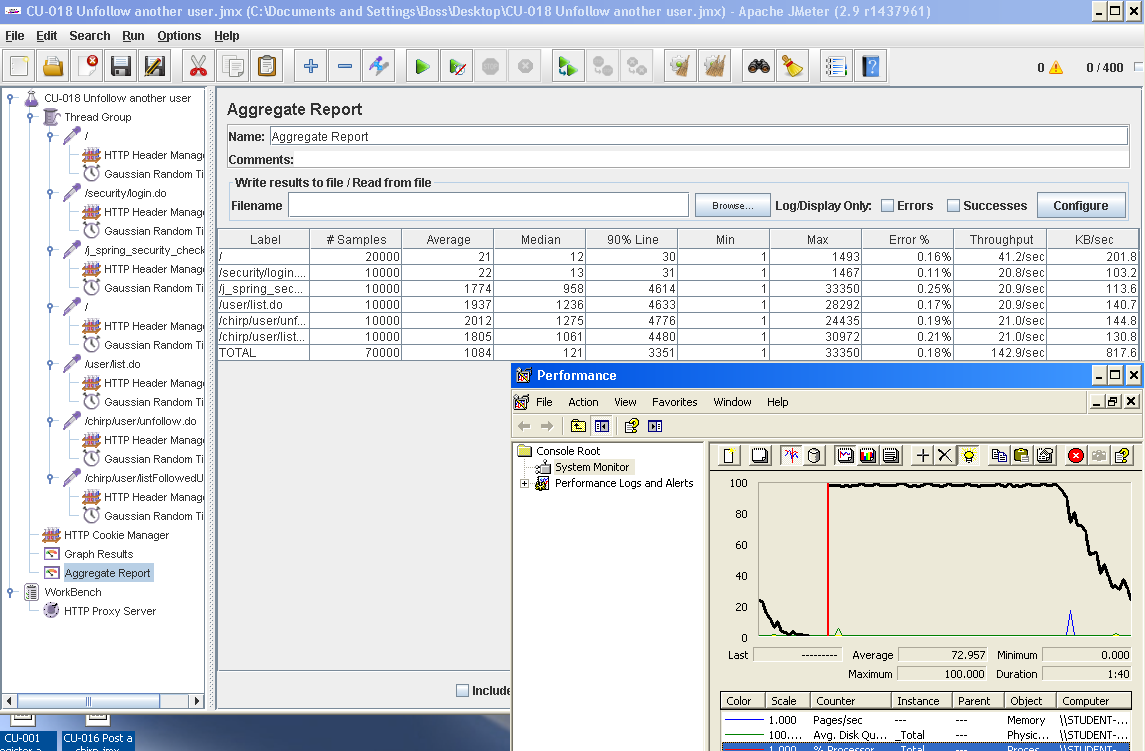 CU-018 Unfollow another user.jmx (C:\Documents and Settings\Boss\Desktop\CU-018 Unfollow another user.jmx) - Apache JMeter (2.9 r1437961)
File Edit Search Run Options Help
0 0 / 400
CU-018 Unfollow another user
Thread Group
/
HTTP Header Manag
Gaussian Random Ti
/security/login.do
HTTP Header Manag
Gaussian Random Ti
/j_spring_security_check
HTTP Header Manag
Gaussian Random Ti
/
HTTP Header Manag
Gaussian Random Ti
/user/list.do
HTTP Header Manag
Gaussian Random Ti
/chirp/user/unfollow.do
HTTP Header Manag
Gaussian Random Ti
/chirp/user/listFollowedU
HTTP Header Manag
Gaussian Random Ti
HTTP Cookie Manager
Graph Results
Aggregate Report
WorkBench
HTTP Proxy Server
Aggregate Report
Name: Aggregate Report
Comments:
Write results to file / Read from file
Filename Browse... Log/Display Only: Errors Successes Configure
Label # Samples Average Median 90% Line Min Max Error % Throughput KB/sec
/ 20000 21 12 30 1 1493 0.16% 41.2/sec 201.8
/security/login.... 10000 22 13 31 1 1467 0.11% 20.8/sec 103.2
/j_spring_sec... 10000 1774 958 4614 1 33350 0.25% 20.9/sec 113.6
/user/list.do 10000 1937 1236 4633 1 28292 0.17% 20.9/sec 140.7
/chirp/user/unf... 10000 2012 1275 4776 1 24435 0.19% 21.0/sec 144.8
/chirp/user/list... 10000 1805 1061 4480 1 30972 0.21% 21.0/sec 130.8
TOTAL 70000 1084 121 3351 1 33350 0.18% 142.9/sec 817.6
Include
Performance
File Action View Favorites Window Help
Console Root
System Monitor
Performance Logs and Alerts
100
80
60
40
20
0
Last --------- Average 72.957 Minimum 0.000
Maximum 100.000 Duration 1:40
Color Scale Counter Instance Parent Object Computer
1.000 Pages/sec --- --- Memory \\STUDENT-...
100.... Avg. Disk Qu... _Total --- Physic... \\STUDENT-...
1.000 % Processor _Total --- Proces \\STUDENT-
CU-001 CU-016 Post a
chirp.jmx